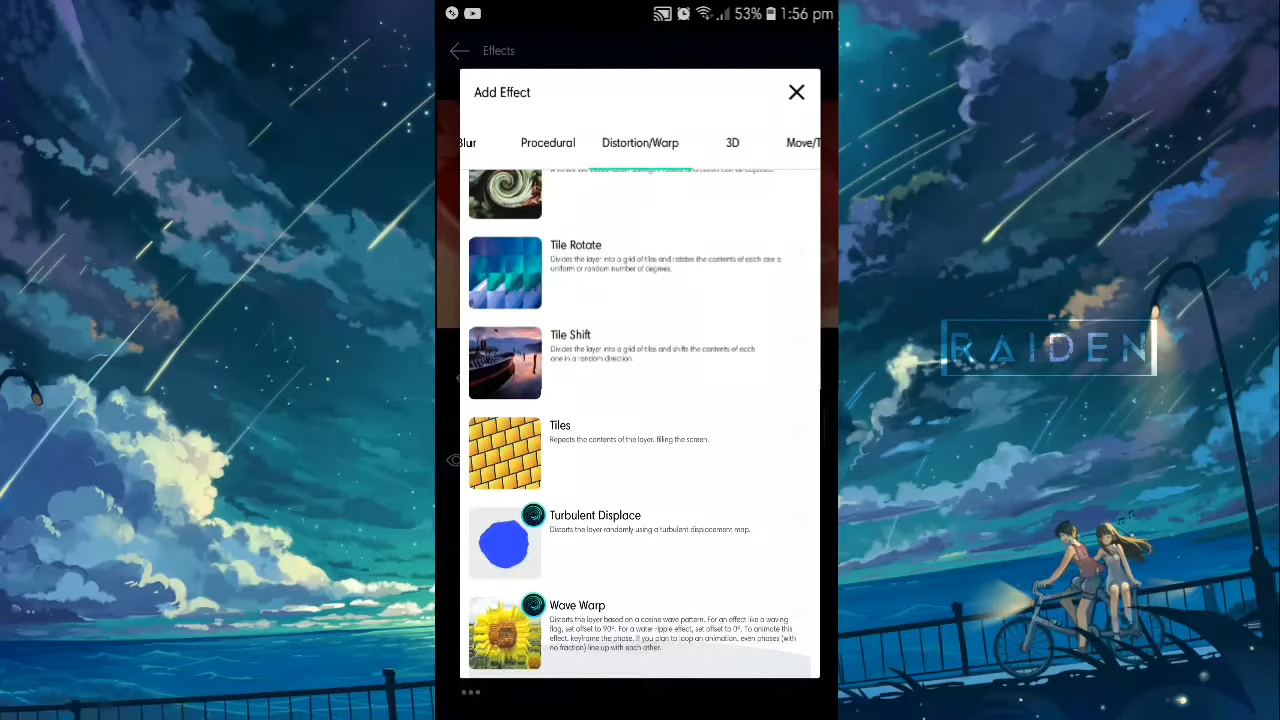 53% 1:56 pm
Effects
Add Effect
Blur Procedural Distortion/Warp 3D Move/T
Tile Rotate
Divides the layer into a grid of tiles and rotates the contents of each one a
uniform or random number of degrees.
Tile Shift
Divides the layer into a grid of tiles and shifts the contents of each
one in a random direction.
Tiles
Repeats the contents of the layer, filling the screen.
Turbulent Displace
Distorts the layer randomly using a turbulent displacement map.
Wave Warp
Distorts the layer based on a cosine wave pattern. For an effect like a waving
flag, set offset to 90°. For a water ripple effect, set offset to 0°. To animate this
effect, keyframe the phase. If you plan to loop an animation, even phases (with
no fraction) line up with each other.
RAIDEN